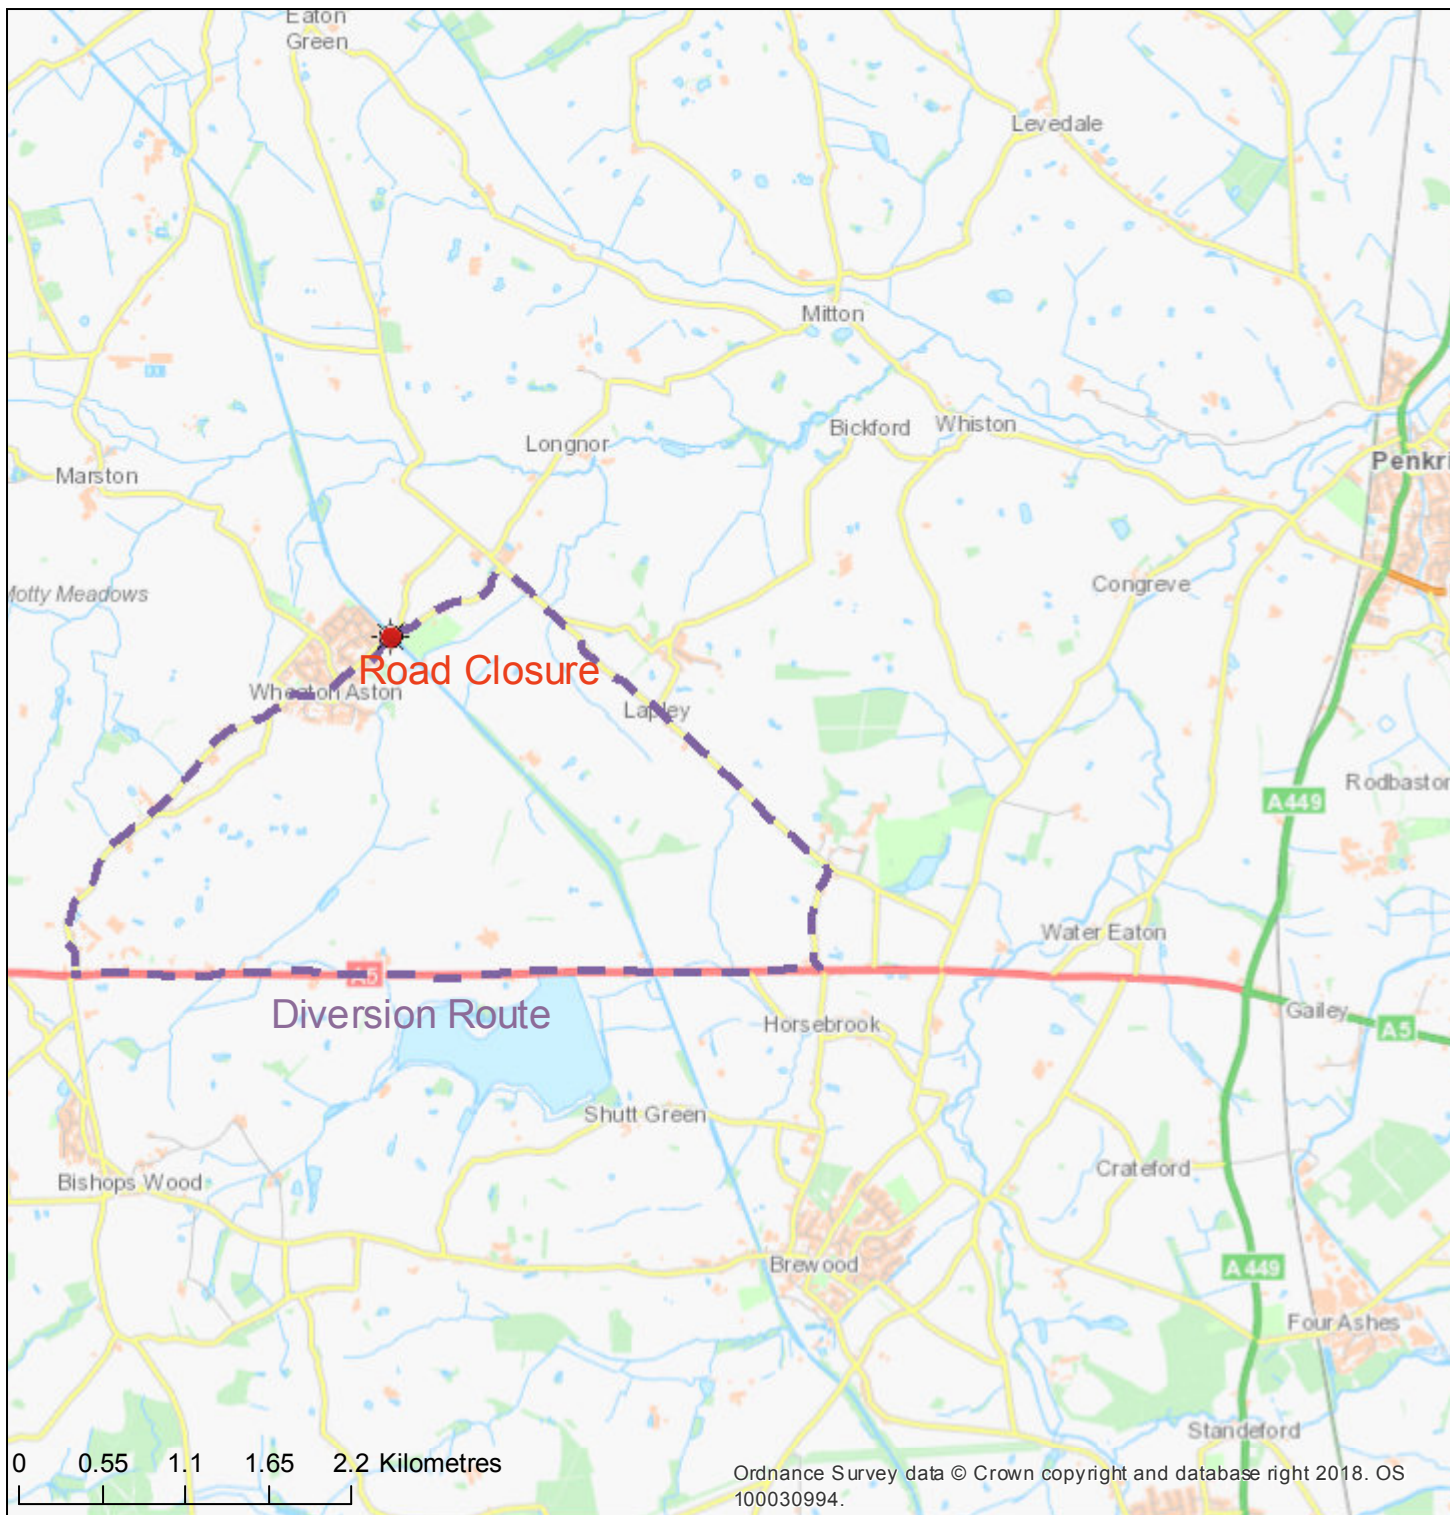 Eaton
Green
Levedale
Mitton
Bickford
Whiston
Longnor
Marston
Penkri
Motty Meadows
Congreve
Road Closure
Wheaton Aston
Lapley
Rodbaston
A449
Water Eaton
A5
Diversion Route
Horsebrook
Gailey
A5
Shutt Green
Crateford
Bishops Wood
Brewood
A 449
Four Ashes
Standeford
0 0.55 1.1 1.65 2.2 Kilometres
Ordnance Survey data © Crown copyright and database right 2018. OS
100030994.